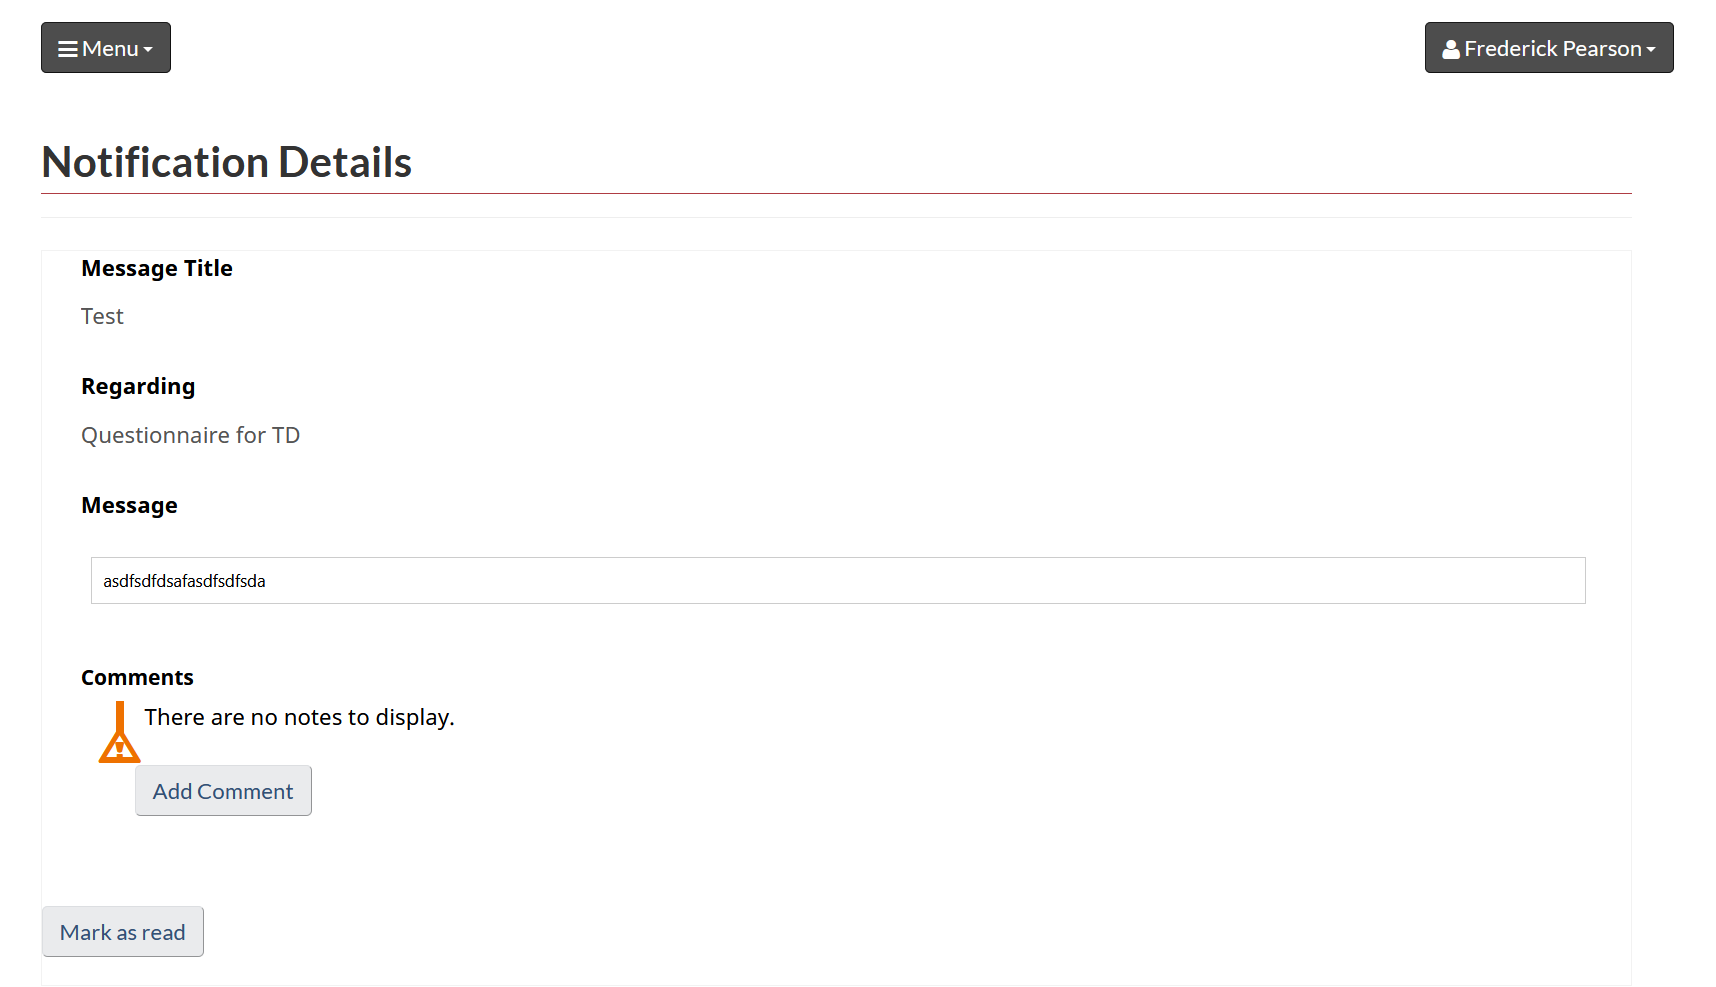 Menu
Frederick Pearson
Notification Details
Message Title
Test
Regarding
Questionnaire for TD
Message
asdfsdfdsafasdfsdfsda
Comments
There are no notes to display.
Add Comment
Mark as read